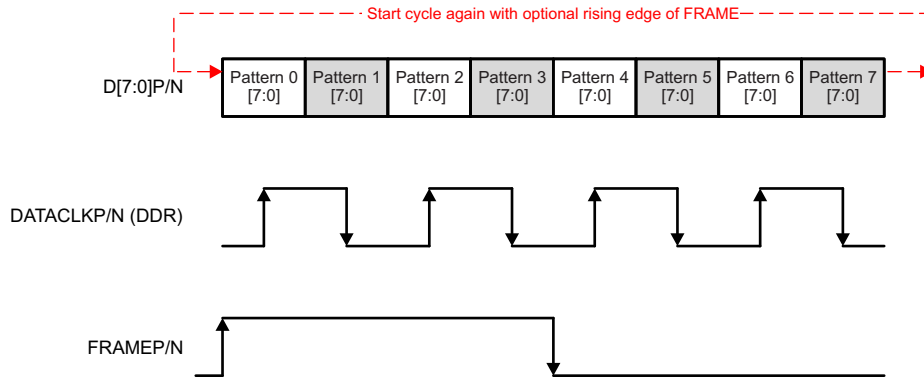 Start cycle again with optional rising edge of FRAME
D[7:0]P/N
Pattern 0 Pattern 1 Pattern 2 Pattern 3 Pattern 4 Pattern 5 Pattern 6 Pattern 7
[7:0] [7:0] [7:0] [7:0] [7:0] [7:0] [7:0] [7:0]
DATACLKP/N (DDR)
FRAMEP/N